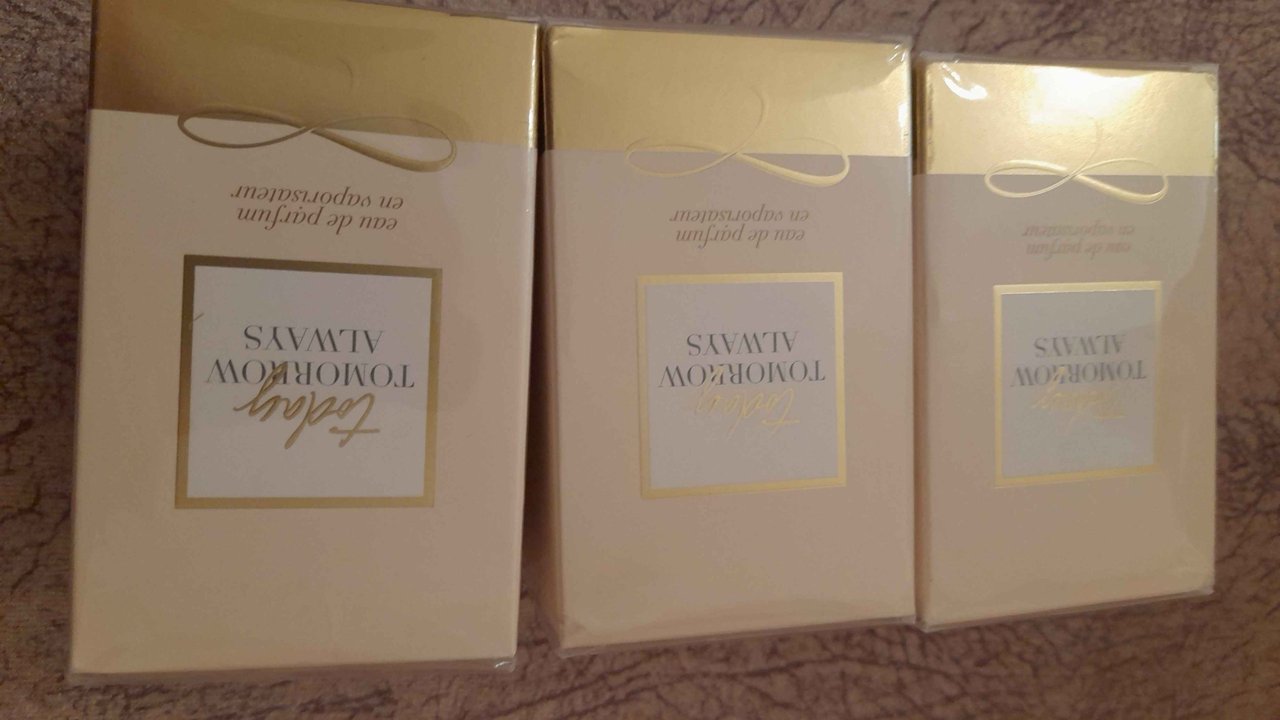 today
TOMORROW
ALWAYS
eau de parfum
en vaporisateur
today
TOMORROW
ALWAYS
eau de parfum
en vaporisateur
today
TOMORROW
ALWAYS
eau de parfum
en vaporisateur